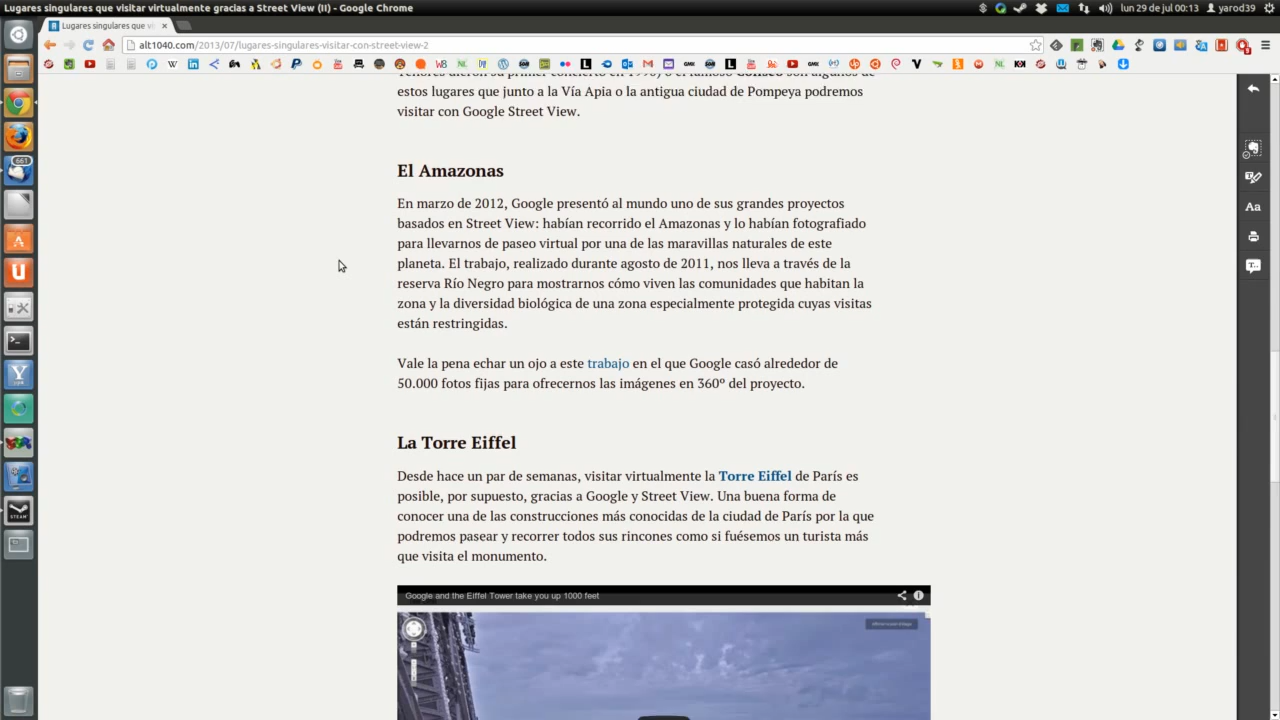 Lugares singulares que visitar virtualmente gracias a Street View (II) - Google Chrome
lun 29 de jul 00:13
yarod39
Lugares singulares que vi
alt1040.com/2013/07/lugares-singulares-visitar-con-street-view-2
estos lugares que junto a la Vía Apia o la antigua ciudad de Pompeya podremos
visitar con Google Street View.
El Amazonas
En marzo de 2012, Google presentó al mundo uno de sus grandes proyectos
basados en Street View: habían recorrido el Amazonas y lo habían fotografiado
para llevarnos de paseo virtual por una de las maravillas naturales de este
planeta. El trabajo, realizado durante agosto de 2011, nos lleva a través de la
reserva Río Negro para mostrarnos cómo viven las comunidades que habitan la
zona y la diversidad biológica de una zona especialmente protegida cuyas visitas
están restringidas.
Vale la pena echar un ojo a este trabajo en el que Google casó alrededor de
50.000 fotos fijas para ofrecernos las imágenes en 360º del proyecto.
La Torre Eiffel
Desde hace un par de semanas, visitar virtualmente la Torre Eiffel de París es
posible, por supuesto, gracias a Google y Street View. Una buena forma de
conocer una de las construcciones más conocidas de la ciudad de París por la que
podremos pasear y recorrer todos sus rincones como si fuésemos un turista más
que visita el monumento.
Google and the Eiffel Tower take you up 1000 feet
661
Aa
STEAM